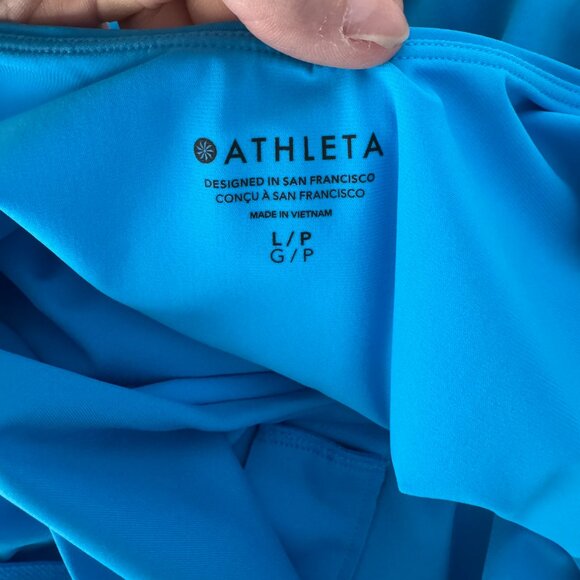 ATHLETA
DESIGNED IN SAN FRANCISCO
CONÇU À SAN FRANCISCO
MADE IN VIETNAM
L/P
G/P